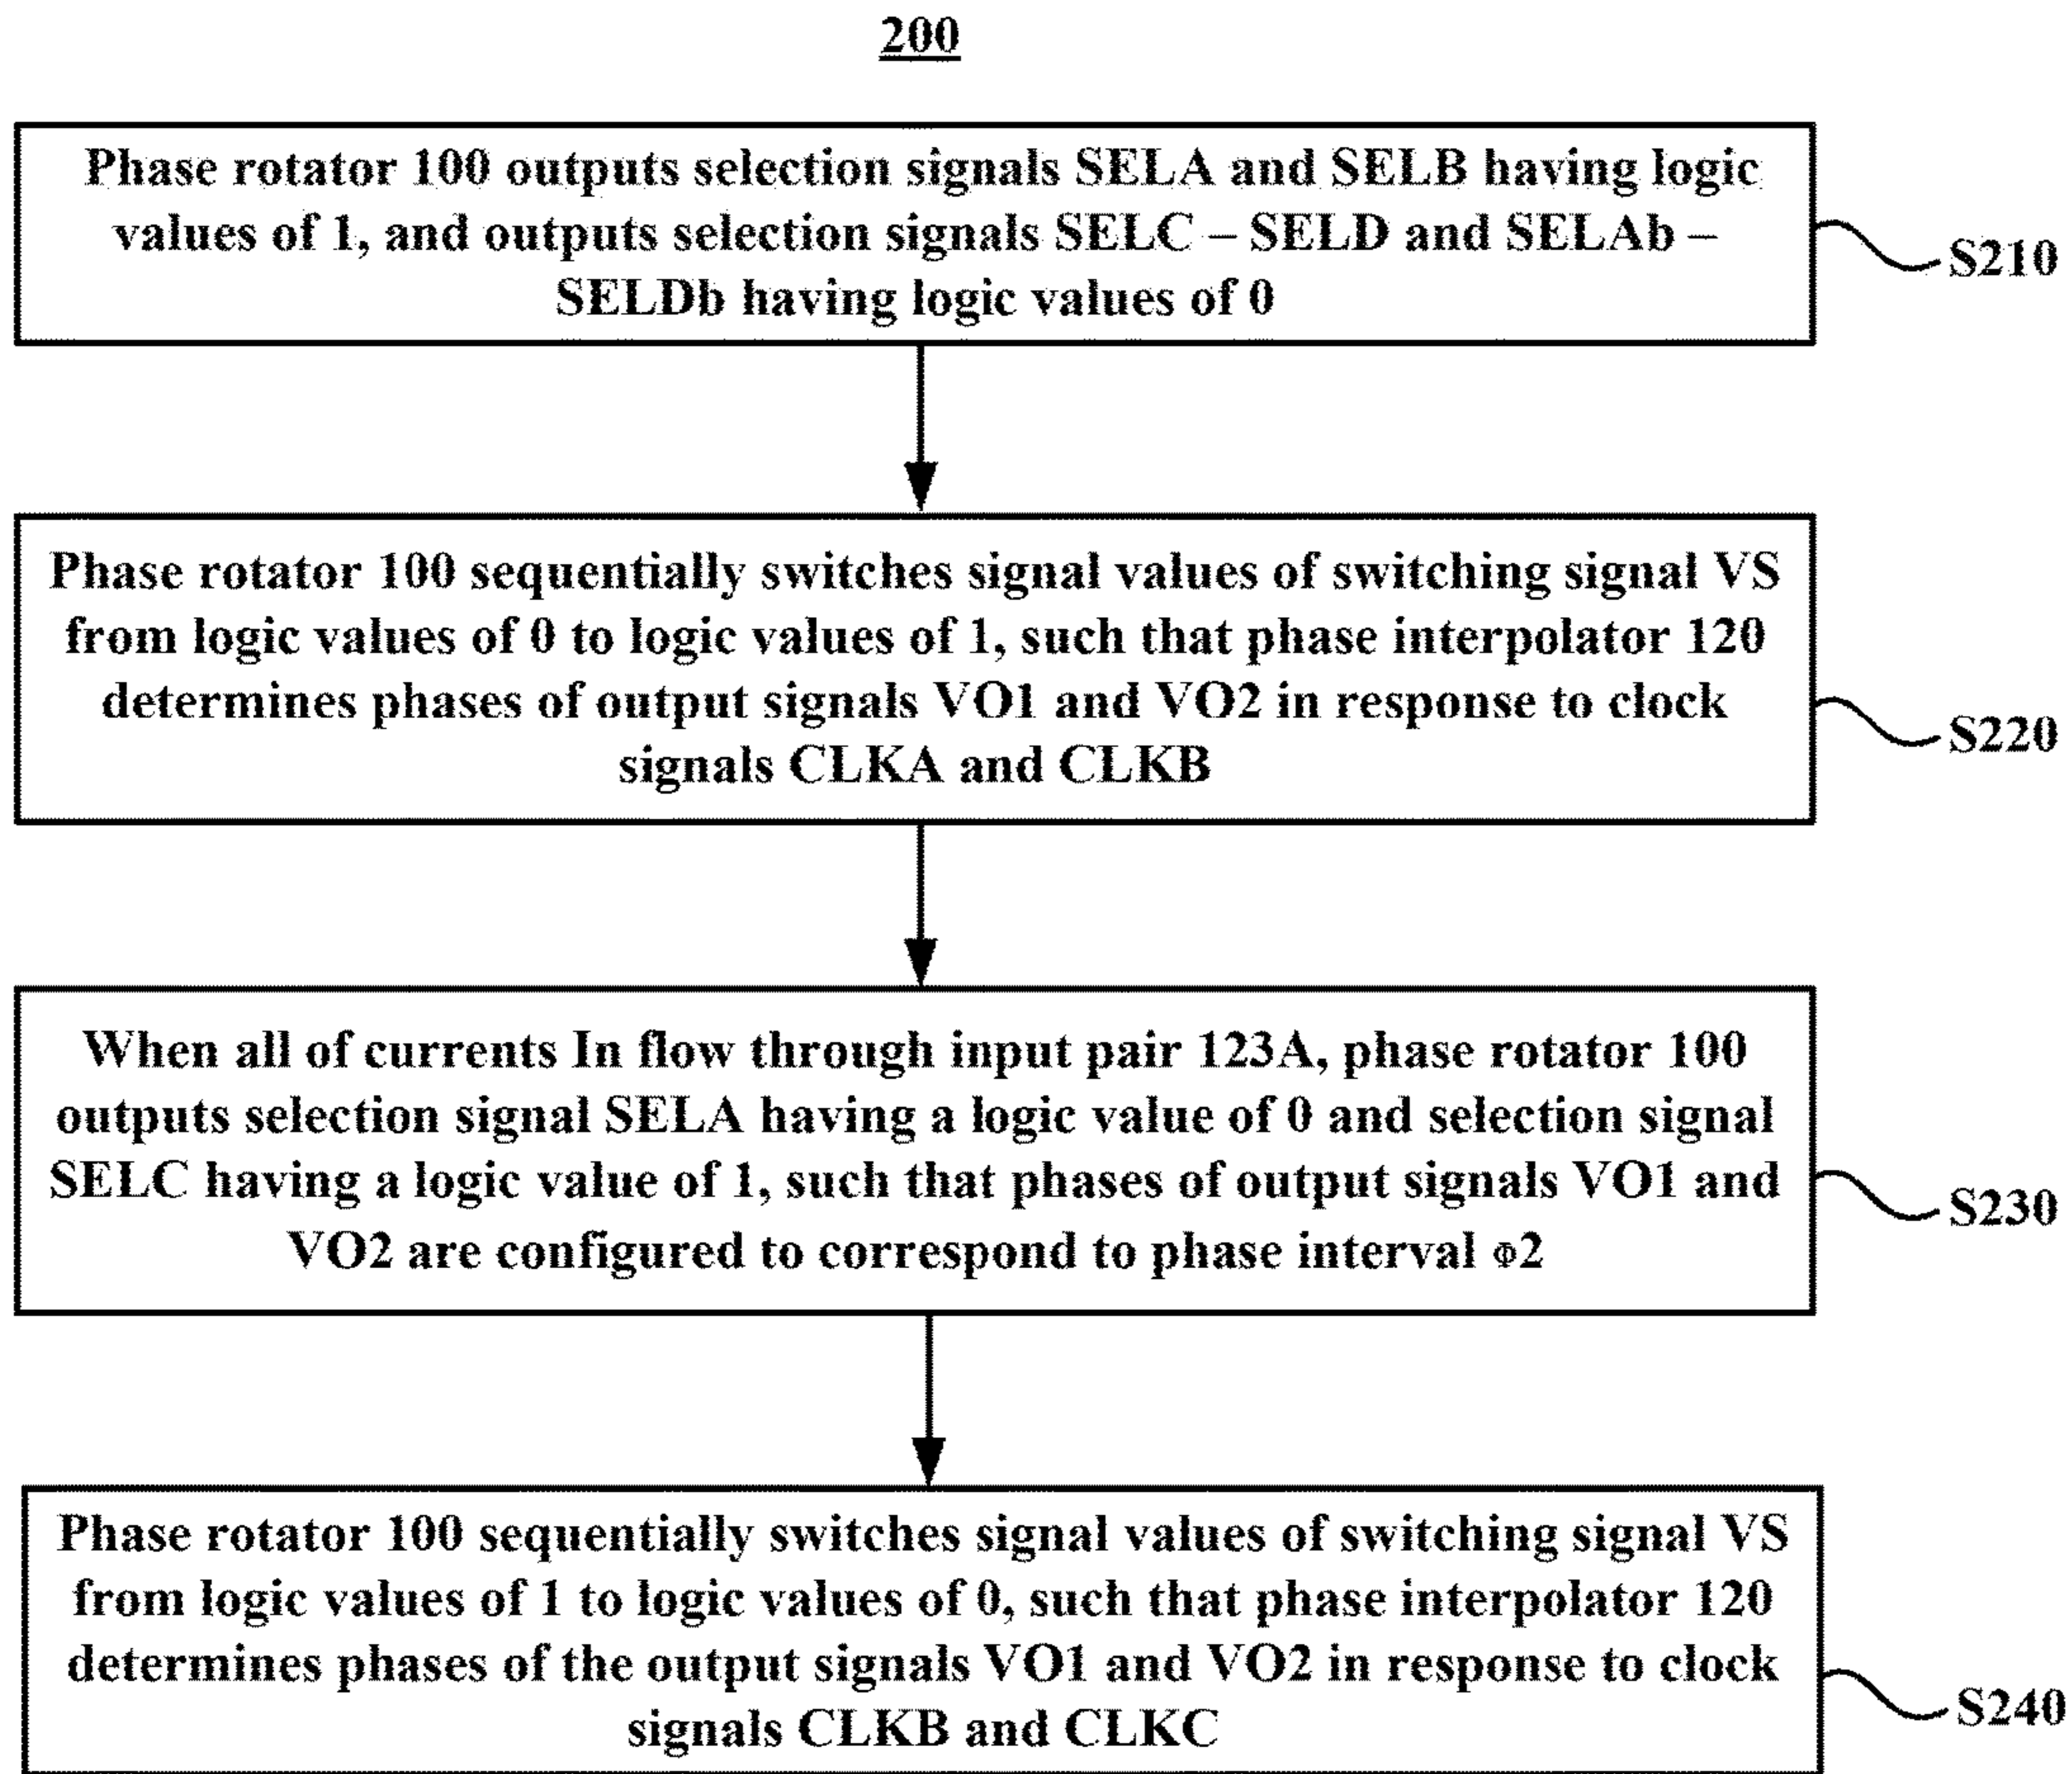 200
Phase rotator 100 outputs selection signals SELA and SELB having logic
values of 1, and outputs selection signals SELC – SELD and SELAb –
SELDb having logic values of 0
S210
Phase rotator 100 sequentially switches signal values of switching signal VS
from logic values of 0 to logic values of 1, such that phase interpolator 120
determines phases of output signals VO1 and VO2 in response to clock
signals CLKA and CLKB
S220
When all of currents In flow through input pair 123A, phase rotator 100
outputs selection signal SELA having a logic value of 0 and selection signal
SELC having a logic value of 1, such that phases of output signals VO1 and
VO2 are configured to correspond to phase interval Φ2
S230
Phase rotator 100 sequentially switches signal values of switching signal VS
from logic values of 1 to logic values of 0, such that phase interpolator 120
determines phases of the output signals VO1 and VO2 in response to clock
signals CLKB and CLKC
S240